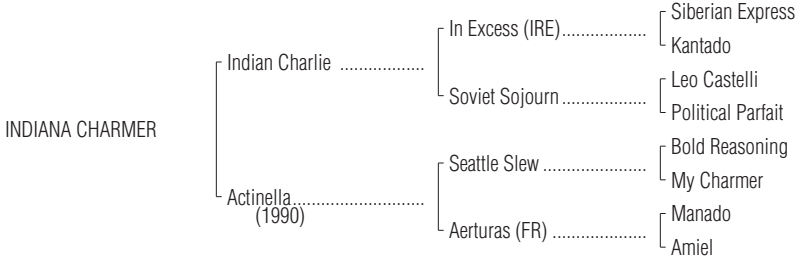 Siberian Express
In Excess (IRE)..................
Kantado
Indian Charlie ..................
Leo Castelli
Soviet Sojourn..................
Political Parfait
INDIANA CHARMER
Bold Reasoning
Seattle Slew ......................
My Charmer
Actinella............................
(1990)
Manado
Aerturas (FR) ....................
Amiel